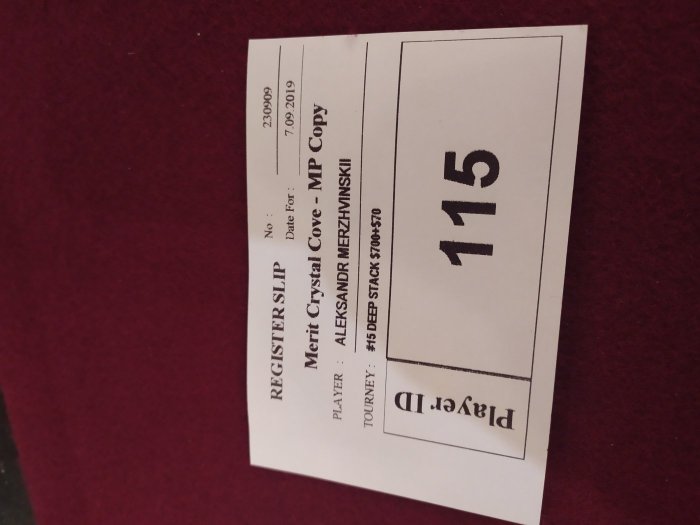 REGISTER SLIP
No : 230909
Date For : 7.09.2019
Merit Crystal Cove - MP Copy
PLAYER : ALEKSANDR MERZHVINSKII
TOURNEY : #15 DEEP STACK $700+$70
Player ID
115